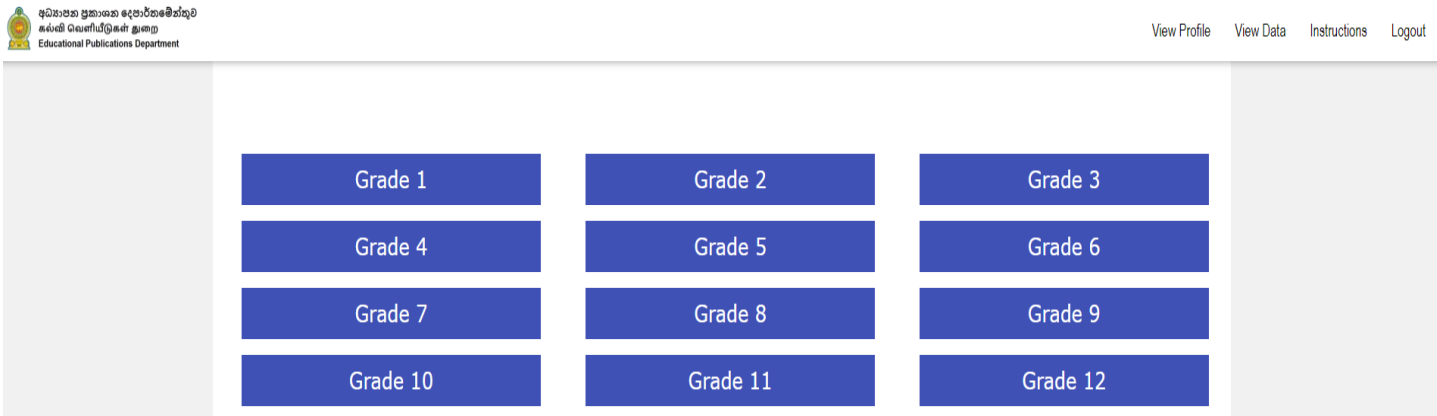 අධ්‍යාපන ප්‍රකාශන දෙපාර්තමේන්තුව
கல்வி வெளியீடுகள் துறை
Educational Publications Department
View Profile View Data Instructions Logout
Grade 1 Grade 2 Grade 3
Grade 4 Grade 5 Grade 6
Grade 7 Grade 8 Grade 9
Grade 10 Grade 11 Grade 12